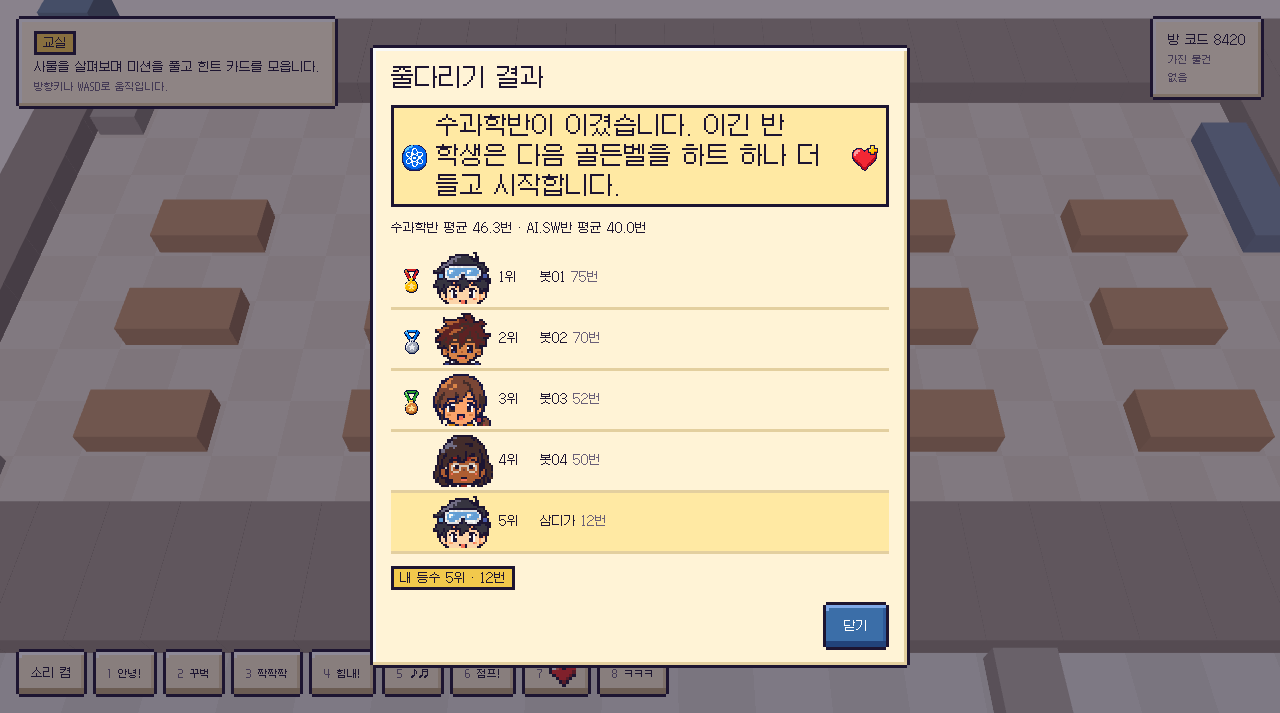 교실
사물을 살펴보며 미션을 풀고 힌트 카드를 모읍니다.
방향키나 WASD로 움직입니다.
방 코드 8420
가진 물건
없음
줄다리기 결과
수과학반이 이겼습니다. 이긴 반
학생은 다음 골든벨을 하트 하나 더
들고 시작합니다.
수과학반 평균 46.3번 · AI.SW반 평균 40.0번
1위 봇01 75번
2위 봇02 70번
3위 봇03 52번
4위 봇04 50번
5위 삼디가 12번
내 등수 5위 · 12번
닫기
소리 켬
1 안녕!
2 꾸벅
3 짝짝짝
4 힘내!
5 ♪♫
6 점프!
7
8 ㅋㅋㅋ